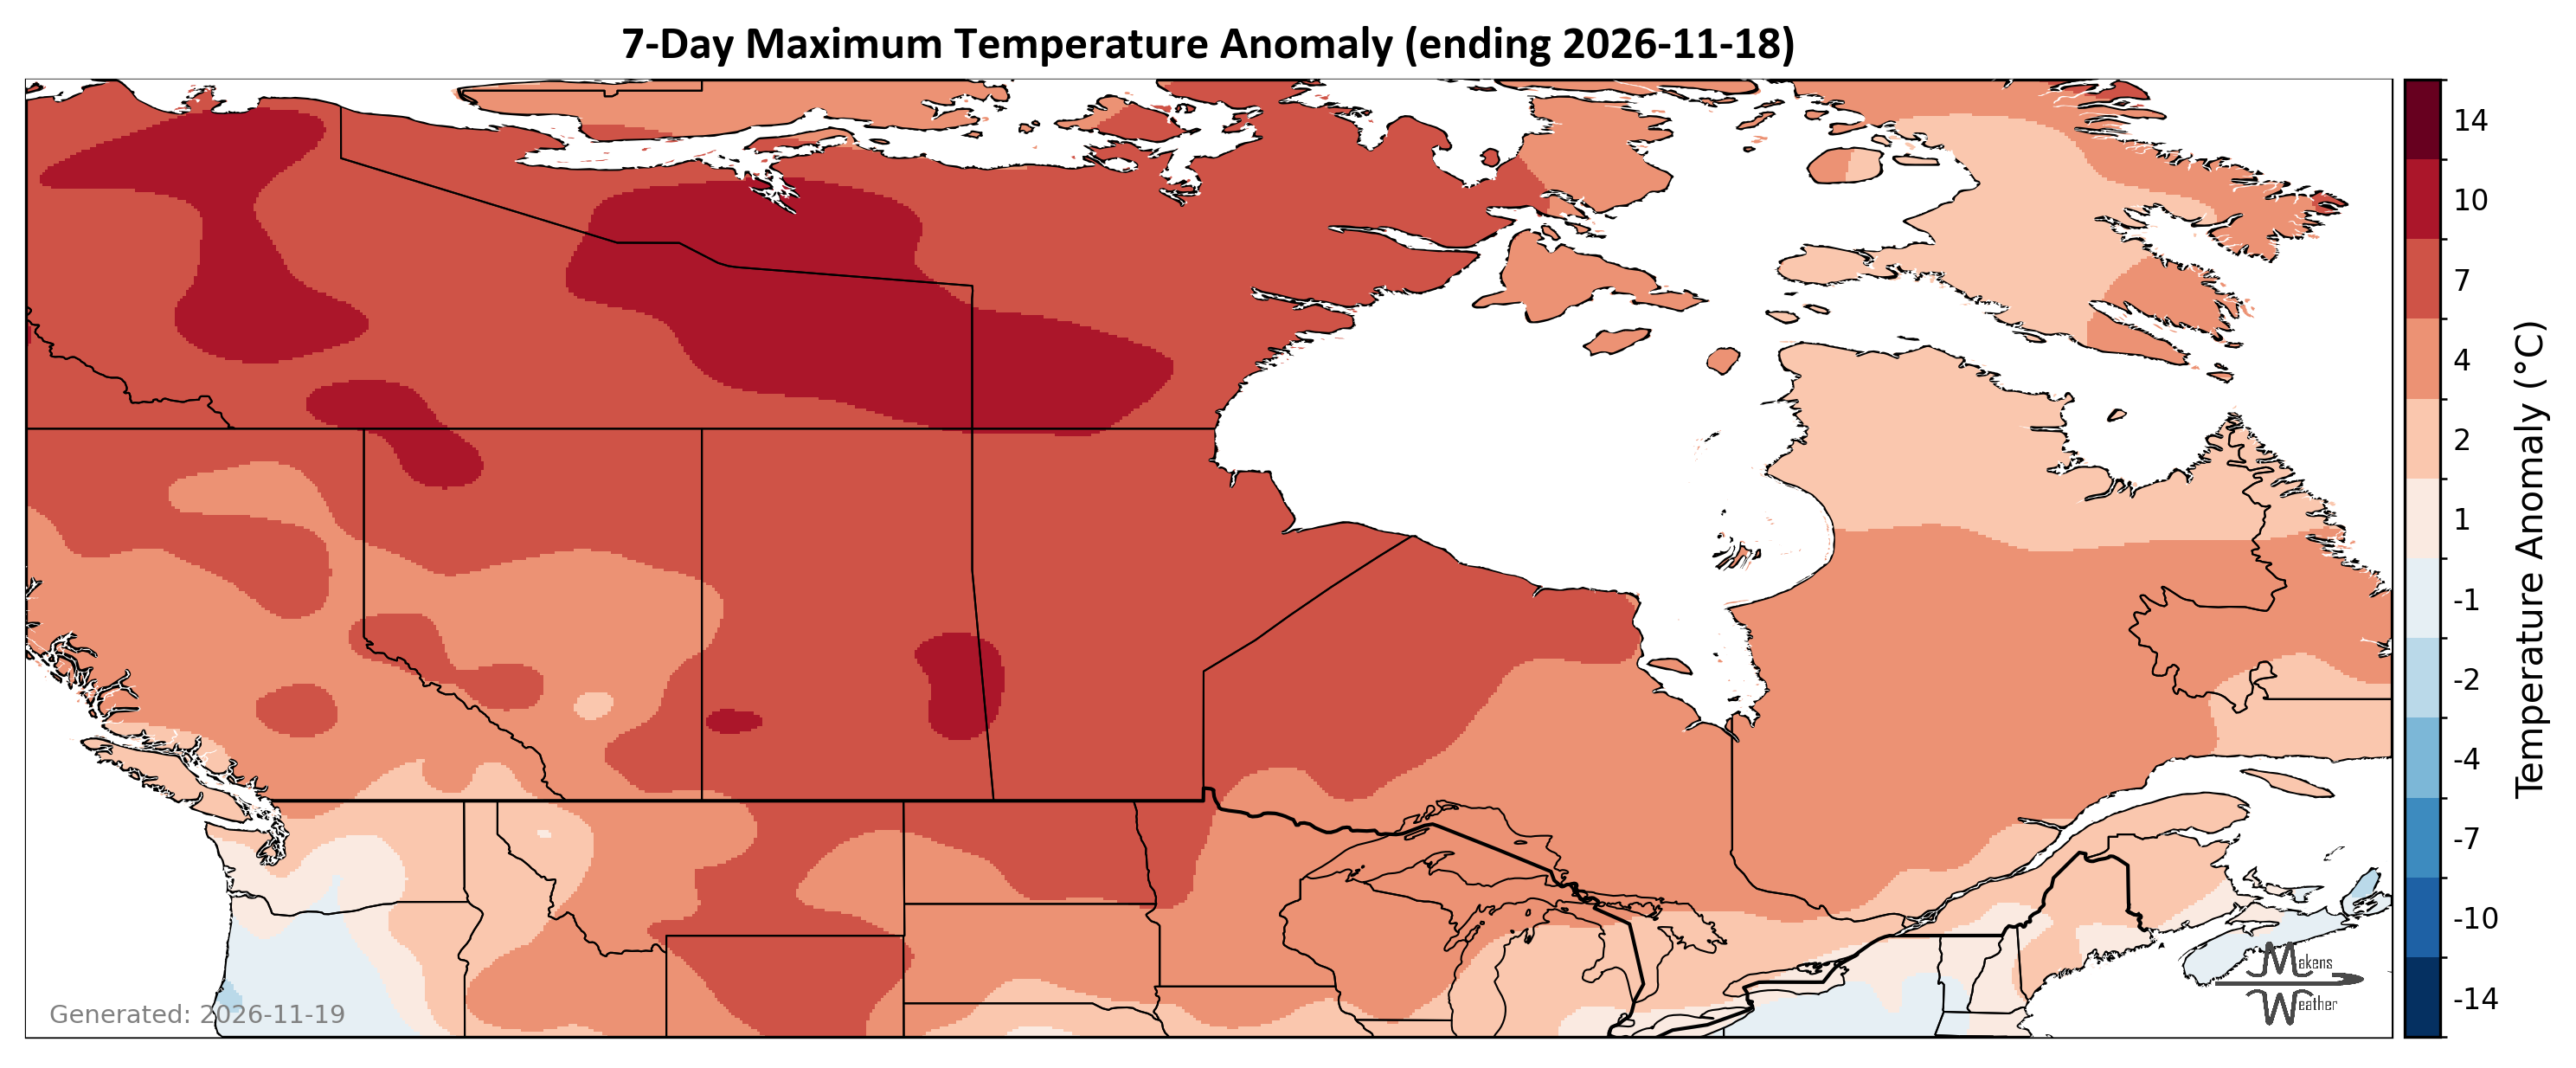 7-Day Maximum Temperature Anomaly (ending 2026-11-18)
14
10
7
4
2
1
-1
-2
-4
-7
-10
-14
Temperature Anomaly (°C)
Generated: 2026-11-19
Makens
Weather